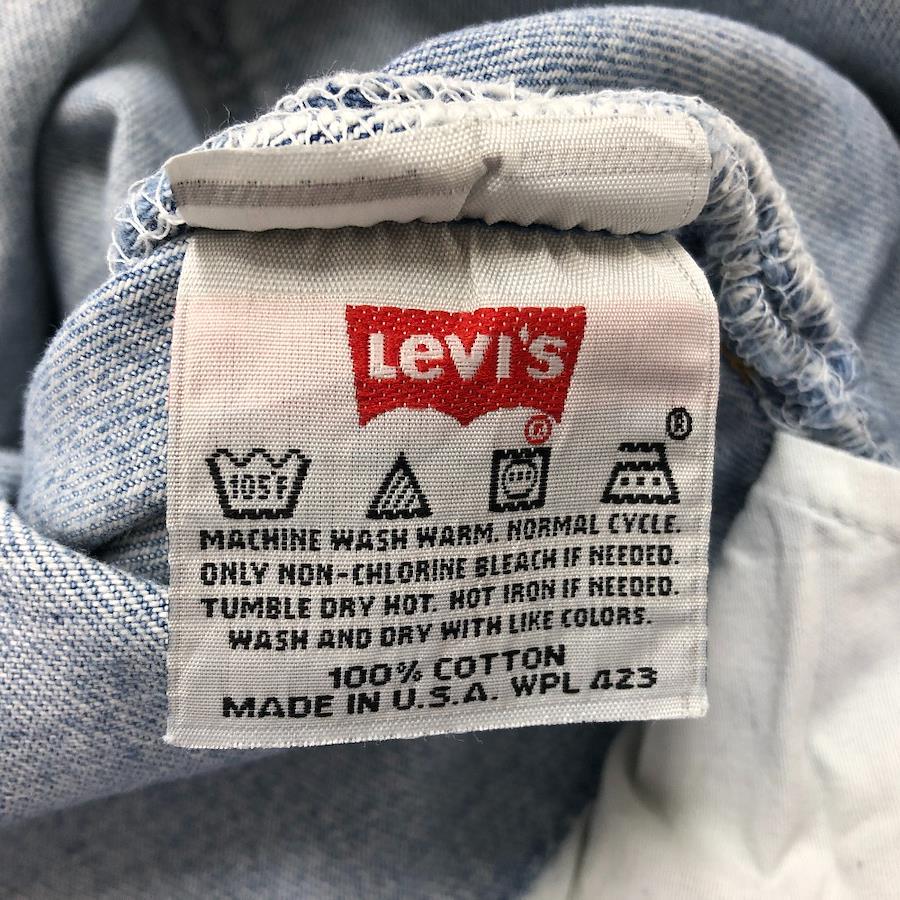 Levi's
®
®
105F
MACHINE WASH WARM. NORMAL CYCLE.
ONLY NON-CHLORINE BLEACH IF NEEDED.
TUMBLE DRY HOT. HOT IRON IF NEEDED.
WASH AND DRY WITH LIKE COLORS.
100% COTTON
MADE IN U.S.A. WPL 423